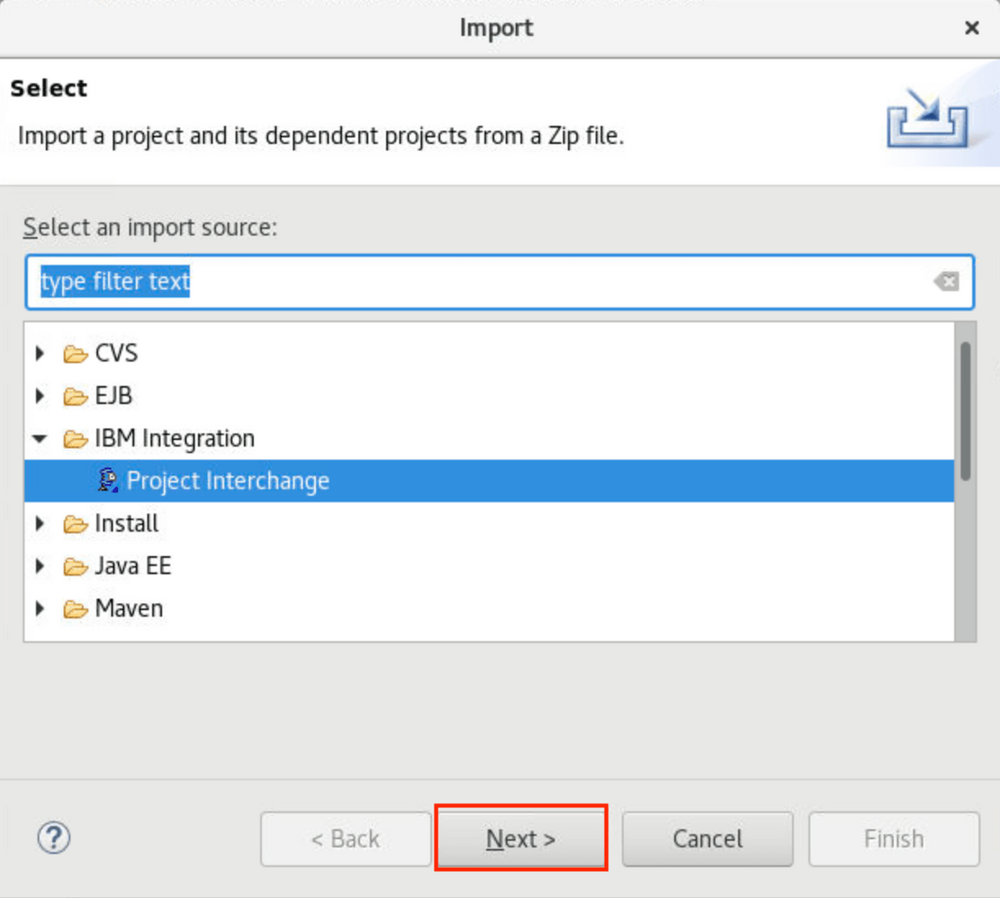 Import
Select
Import a project and its dependent projects from a Zip file.
Select an import source:
type filter text
CVS
EJB
IBM Integration
Project Interchange
Install
Java EE
Maven
? < Back Next > Cancel Finish